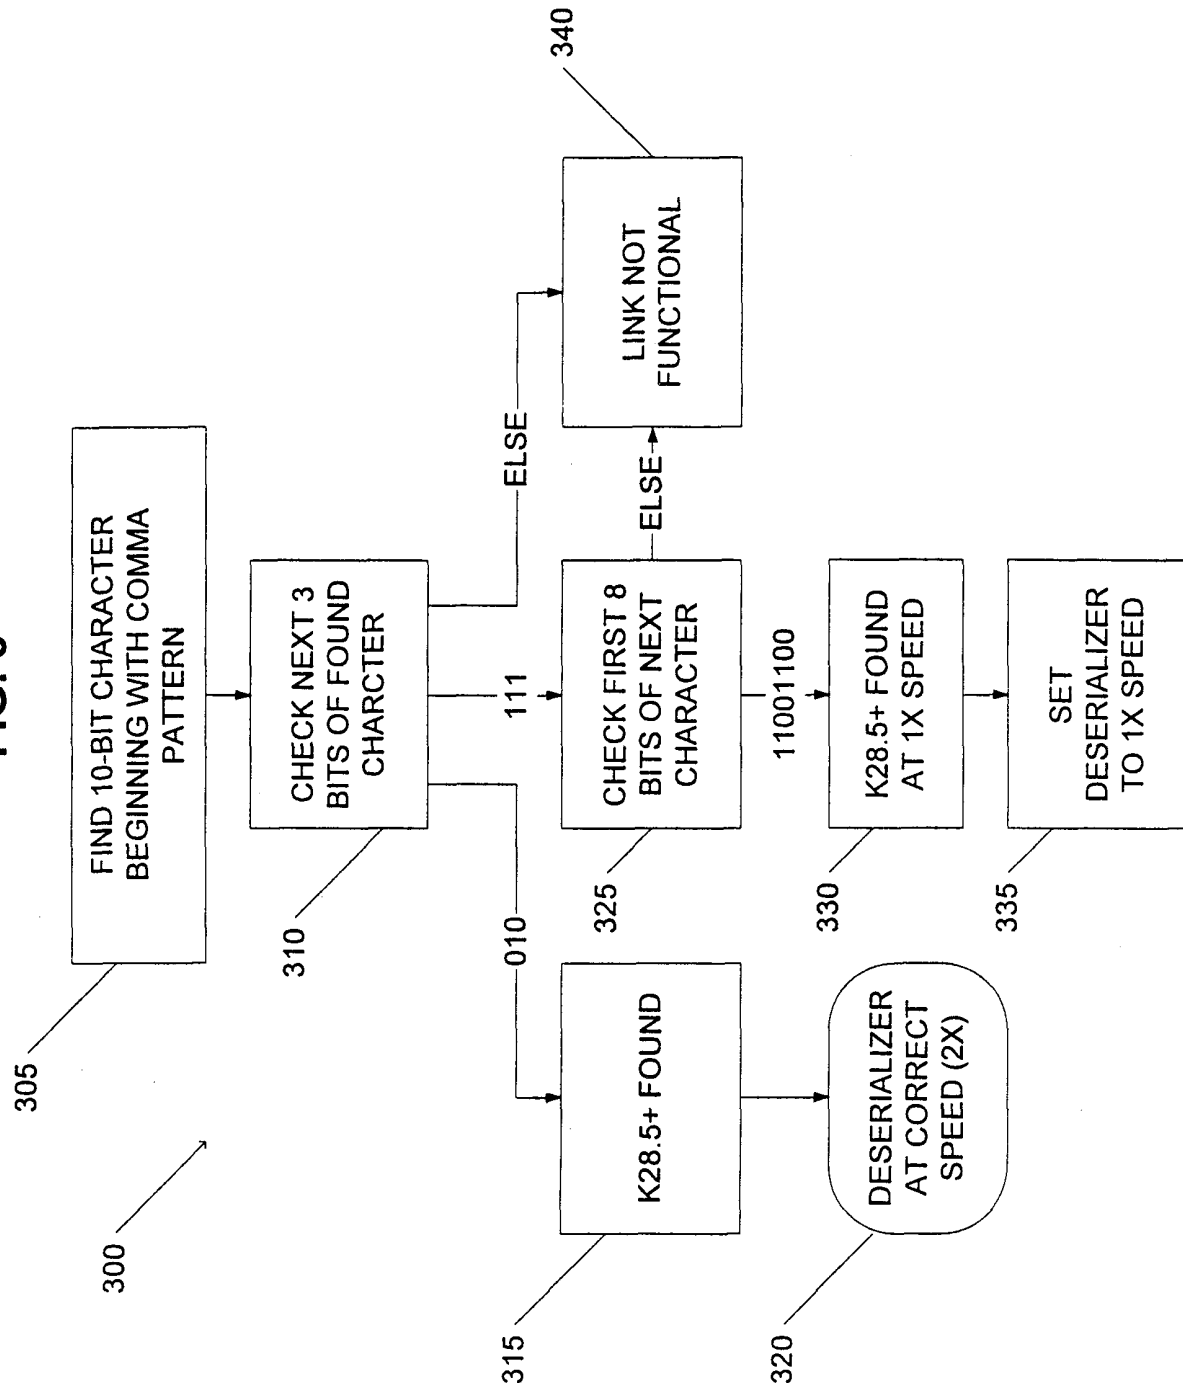 300
305
FIND 10-BIT CHARACTER
BEGINNING WITH COMMA
PATTERN
310
CHECK NEXT 3
BITS OF FOUND
CHARCTER
010
111
ELSE
315
K28.5+ FOUND
325
CHECK FIRST 8
BITS OF NEXT
CHARACTER
ELSE
340
LINK NOT
FUNCTIONAL
11001100
320
DESERIALIZER
AT CORRECT
SPEED (2X)
330
K28.5+ FOUND
AT 1X SPEED
335
SET
DESERIALIZER
TO 1X SPEED